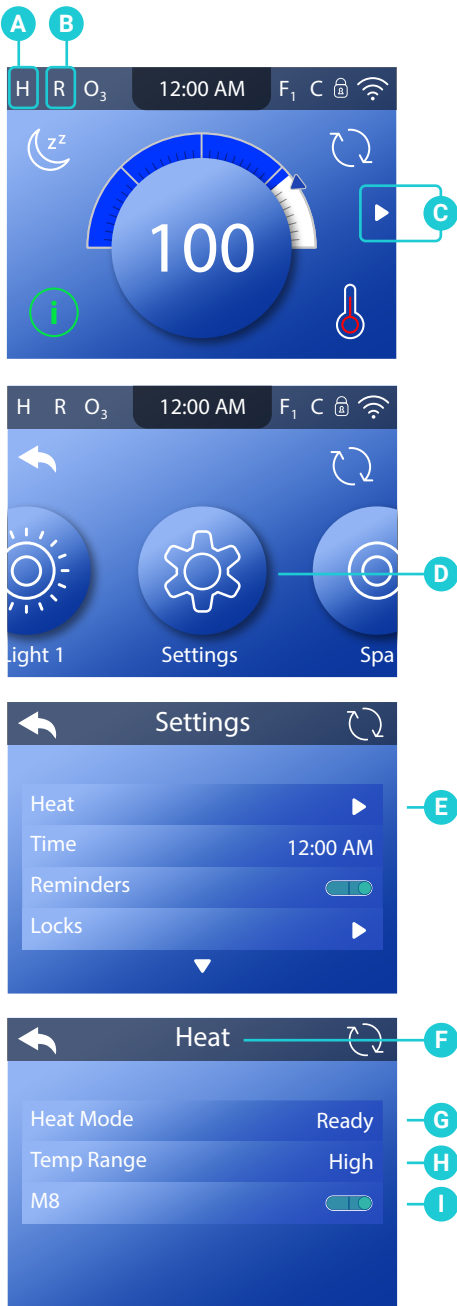 A B
H R O₃ 12:00 AM F₁ C
zz
C
100
i
H R O₃ 12:00 AM F₁ C
D
Light 1 Settings Spa
Settings
Heat E
Time 12:00 AM
Reminders
Locks
Heat F
Heat Mode Ready G
Temp Range High H
M8 I